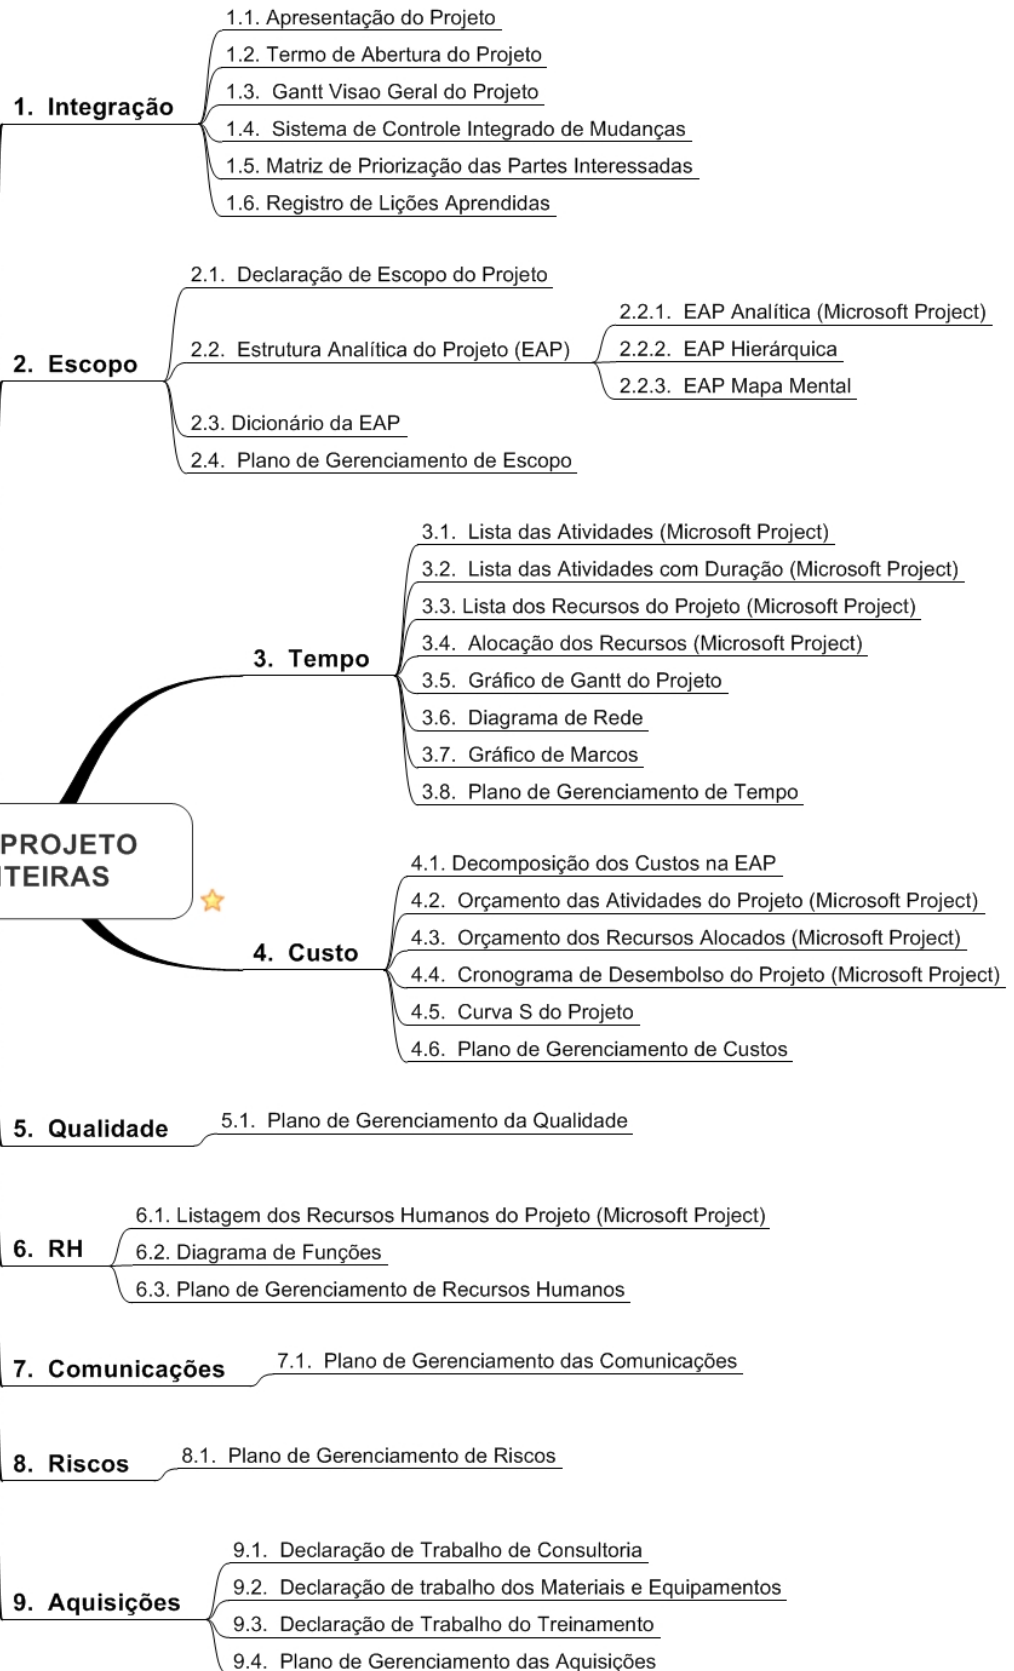 1. Integração
1.1. Apresentação do Projeto
1.2. Termo de Abertura do Projeto
1.3. Gantt Visao Geral do Projeto
1.4. Sistema de Controle Integrado de Mudanças
1.5. Matriz de Priorização das Partes Interessadas
1.6. Registro de Lições Aprendidas
2. Escopo
2.1. Declaração de Escopo do Projeto
2.2. Estrutura Analítica do Projeto (EAP)
2.2.1. EAP Analítica (Microsoft Project)
2.2.2. EAP Hierárquica
2.2.3. EAP Mapa Mental
2.3. Dicionário da EAP
2.4. Plano de Gerenciamento de Escopo
3. Tempo
3.1. Lista das Atividades (Microsoft Project)
3.2. Lista das Atividades com Duração (Microsoft Project)
3.3. Lista dos Recursos do Projeto (Microsoft Project)
3.4. Alocação dos Recursos (Microsoft Project)
3.5. Gráfico de Gantt do Projeto
3.6. Diagrama de Rede
3.7. Gráfico de Marcos
3.8. Plano de Gerenciamento de Tempo
PROJETO
TEIRAS
4. Custo
4.1. Decomposição dos Custos na EAP
4.2. Orçamento das Atividades do Projeto (Microsoft Project)
4.3. Orçamento dos Recursos Alocados (Microsoft Project)
4.4. Cronograma de Desembolso do Projeto (Microsoft Project)
4.5. Curva S do Projeto
4.6. Plano de Gerenciamento de Custos
5. Qualidade
5.1. Plano de Gerenciamento da Qualidade
6. RH
6.1. Listagem dos Recursos Humanos do Projeto (Microsoft Project)
6.2. Diagrama de Funções
6.3. Plano de Gerenciamento de Recursos Humanos
7. Comunicações
7.1. Plano de Gerenciamento das Comunicações
8. Riscos
8.1. Plano de Gerenciamento de Riscos
9. Aquisições
9.1. Declaração de Trabalho de Consultoria
9.2. Declaração de trabalho dos Materiais e Equipamentos
9.3. Declaração de Trabalho do Treinamento
9.4. Plano de Gerenciamento das Aquisições